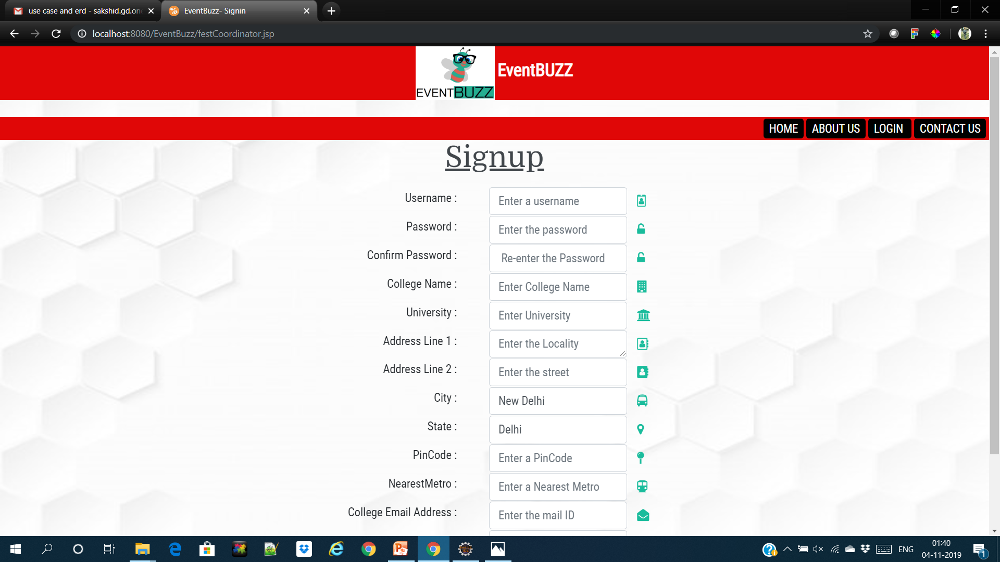 use case and erd - sakshid.gd.on
EventBuzz- Signin
localhost:8080/EventBuzz/festCoordinator.jsp
EVENTBUZZ
EventBUZZ
HOME ABOUT US LOGIN CONTACT US
Signup
Username : Enter a username
Password : Enter the password
Confirm Password : Re-enter the Password
College Name : Enter College Name
University : Enter University
Address Line 1 : Enter the Locality
Address Line 2 : Enter the street
City : New Delhi
State : Delhi
PinCode : Enter a PinCode
NearestMetro : Enter a Nearest Metro
College Email Address : Enter the mail ID
ENG
01:40
04-11-2019
1